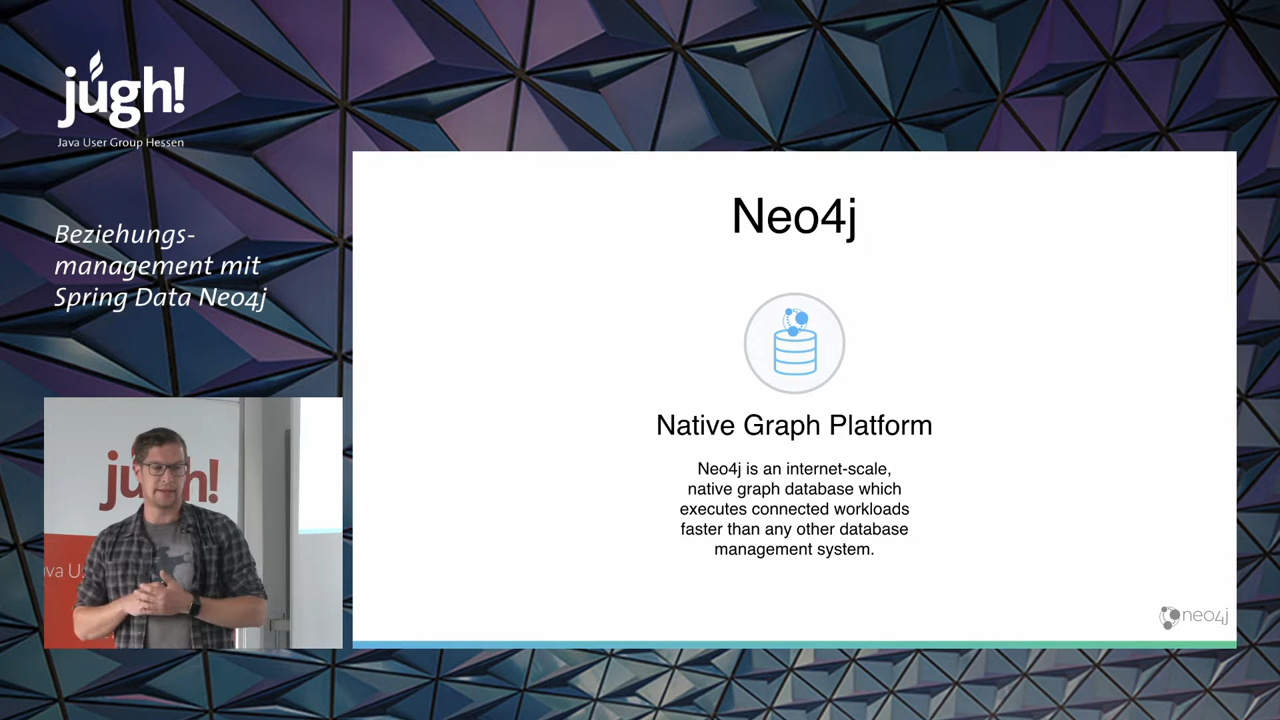 jugh!
Java User Group Hessen
Beziehungs-
management mit
Spring Data Neo4j
Neo4j
Native Graph Platform
Neo4j is an internet-scale,
native graph database which
executes connected workloads
faster than any other database
management system.
neo4j
jugh!
ava U